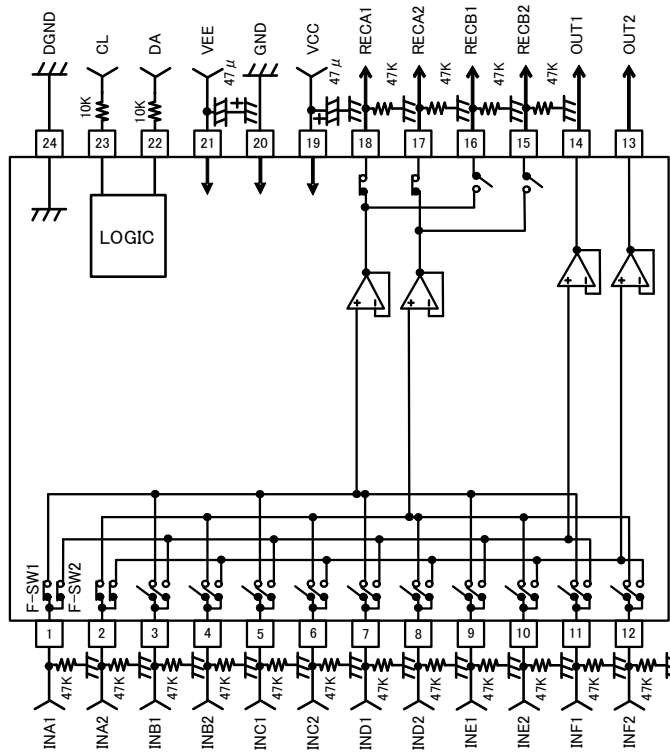 DGND CL DA VEE GND VCC RECA1 RECA2 RECB1 RECB2 OUT1 OUT2
10K 10K 47μ 47μ 47K 47K 47K 47K
24 23 22 21 20 19 18 17 16 15 14 13
LOGIC
F-SW1
F-SW2
1 2 3 4 5 6 7 8 9 10 11 12
47K 47K 47K 47K 47K 47K 47K 47K 47K 47K 47K 47K
INA1 INA2 INB1 INB2 INC1 INC2 IND1 IND2 INE1 INE2 INF1 INF2